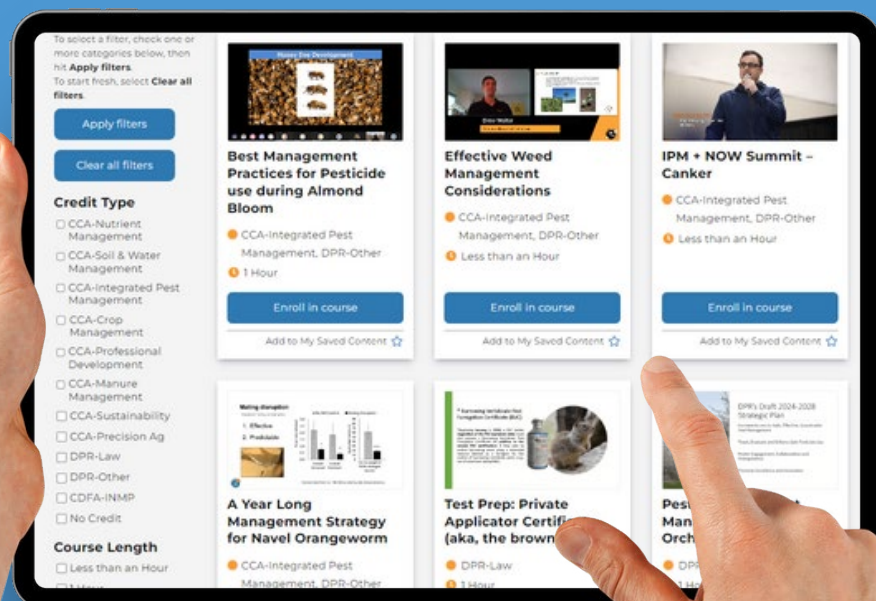 To select a filter, check one or
more categories below, then
hit Apply filters.
To start fresh, select Clear all
filters.
Apply filters
Clear all filters
Credit Type
CCA-Nutrient
Management
CCA-Soil & Water
Management
CCA-Integrated Pest
Management
CCA-Crop
Management
CCA-Professional
Development
CCA-Manure
Management
CCA-Sustainability
CCA-Precision Ag
DPR-Law
DPR-Other
CDFA-INMP
No Credit
Course Length
Less than an Hour
1 Hour
Honey Bee Development
Best Management
Practices for Pesticide
use during Almond
Bloom
CCA-Integrated Pest
Management, DPR-Other
1 Hour
Enroll in course
Add to My Saved Content
Effective Weed
Management
Considerations
CCA-Integrated Pest
Management, DPR-Other
Less than an Hour
Enroll in course
Add to My Saved Content
IPM + NOW Summit –
Canker
CCA-Integrated Pest
Management, DPR-Other
Less than an Hour
Enroll in course
Add to My Saved Content
Mating disruption
1. Effective
2. Predictable
A Year Long
Management Strategy
for Navel Orangeworm
CCA-Integrated Pest
Management, DPR-Other
Test Prep: Private
Applicator Certifi
(aka, the brown
DPR-Law
1 Hour
DPR's Draft 2024-2028
Strategic Plan
Pest
Man
Orch
DPR
1 Ho